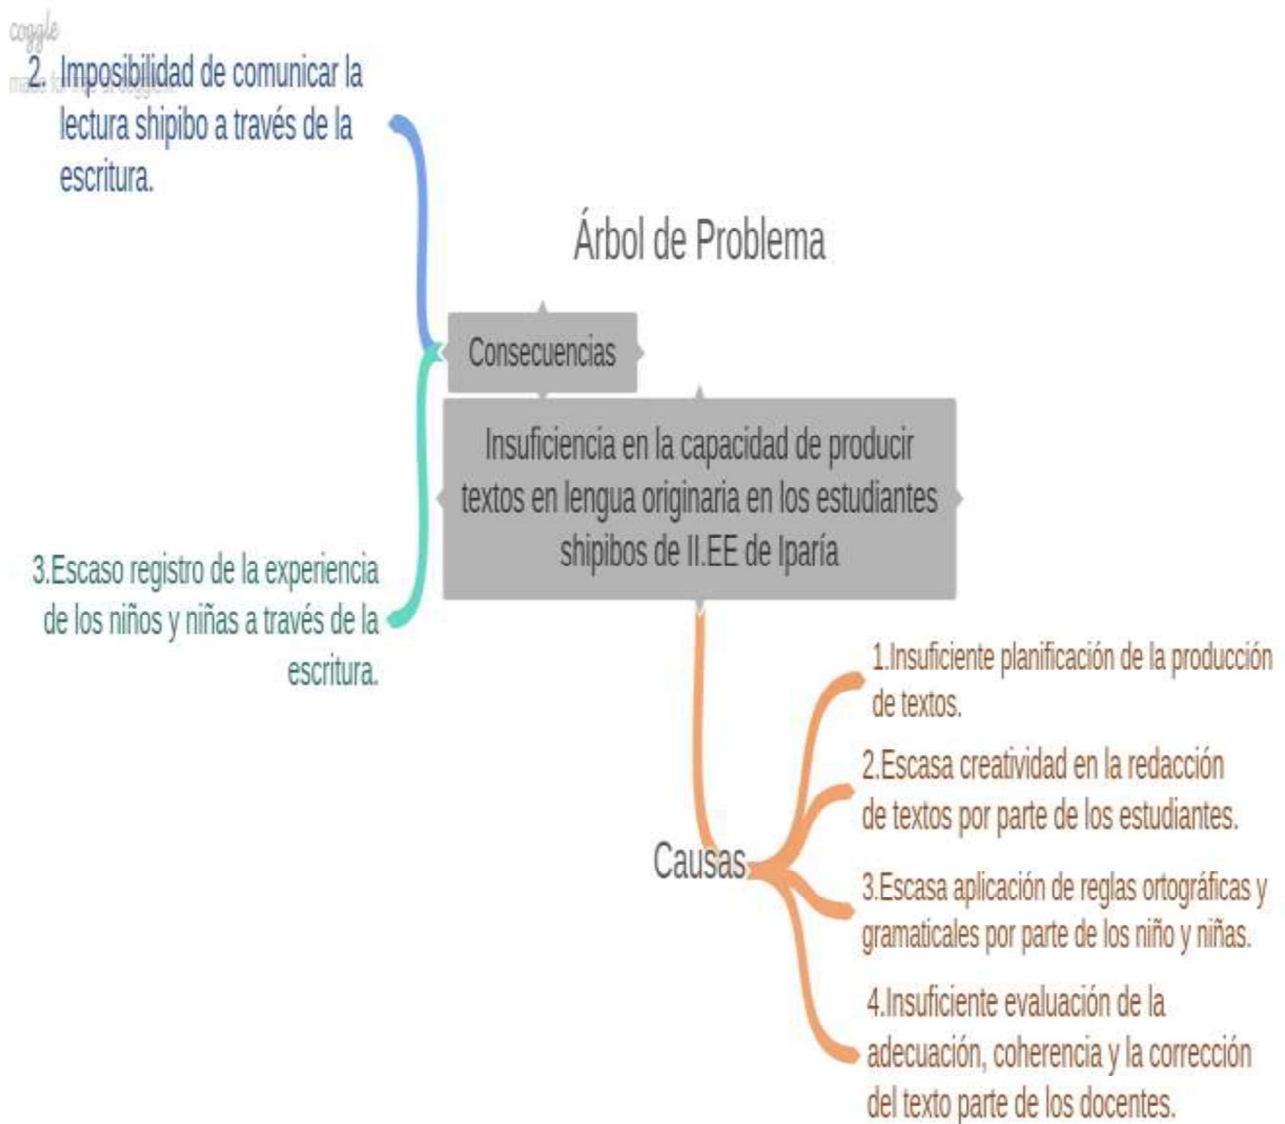 coggle
2. Imposibilidad de comunicar la
lectura shipibo a través de la
escritura.
Árbol de Problema
Consecuencias
Insuficiencia en la capacidad de producir
textos en lengua originaria en los estudiantes
shipibos de II.EE de Iparía
3.Escaso registro de la experiencia
de los niños y niñas a través de la
escritura.
Causas
1.Insuficiente planificación de la producción
de textos.
2.Escasa creatividad en la redacción
de textos por parte de los estudiantes.
3.Escasa aplicación de reglas ortográficas y
gramaticales por parte de los niño y niñas.
4.Insuficiente evaluación de la
adecuación, coherencia y la corrección
del texto parte de los docentes.